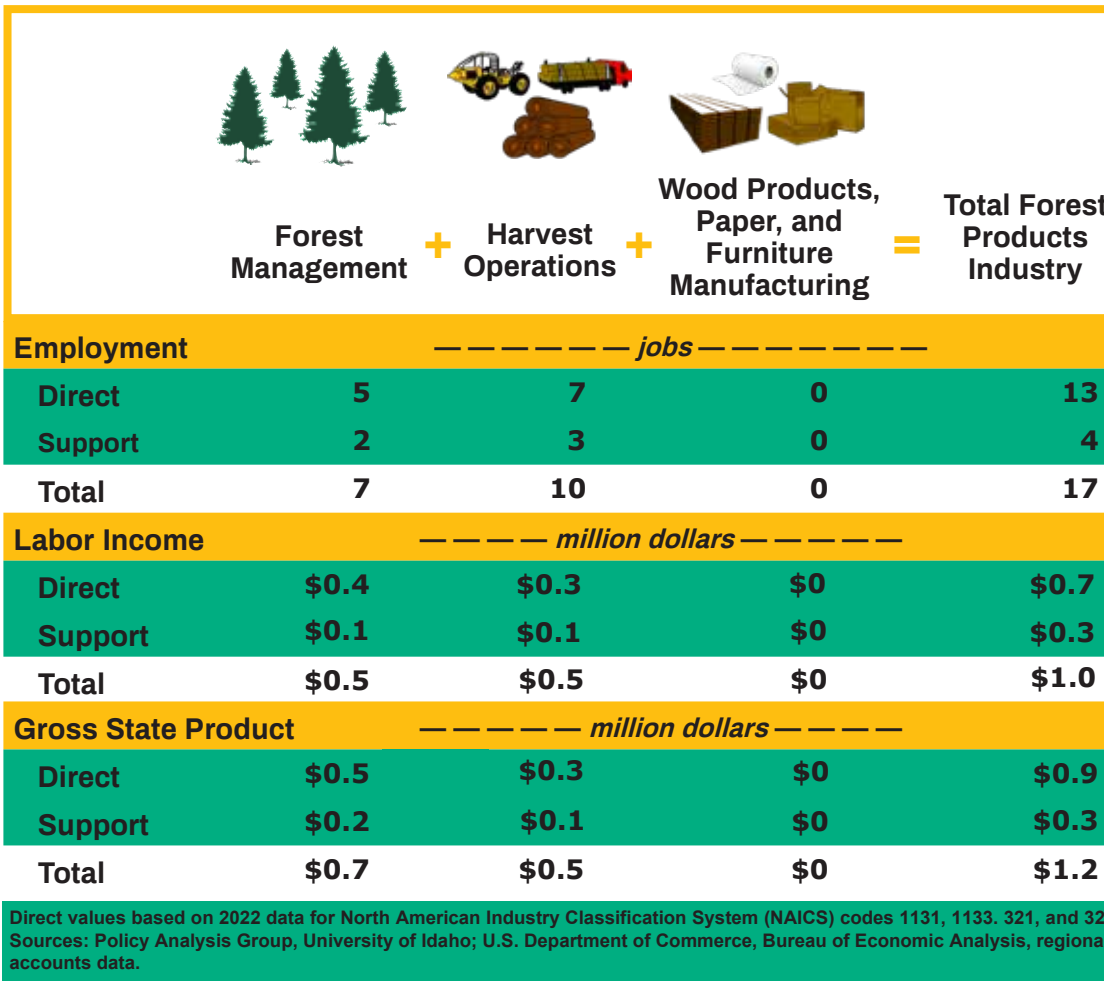 Forest
Management
+
Harvest
Operations
+
Wood Products,
Paper, and
Furniture
Manufacturing
=
Total Forest
Products
Industry
Employment — — — — — — jobs — — — — — — —
Direct 5 7 0 13
Support 2 3 0 4
Total 7 10 0 17
Labor Income — — — — million dollars — — — — —
Direct $0.4 $0.3 $0 $0.7
Support $0.1 $0.1 $0 $0.3
Total $0.5 $0.5 $0 $1.0
Gross State Product — — — — — million dollars — — — —
Direct $0.5 $0.3 $0 $0.9
Support $0.2 $0.1 $0 $0.3
Total $0.7 $0.5 $0 $1.2
Direct values based on 2022 data for North American Industry Classification System (NAICS) codes 1131, 1133. 321, and 32
Sources: Policy Analysis Group, University of Idaho; U.S. Department of Commerce, Bureau of Economic Analysis, regiona
accounts data.